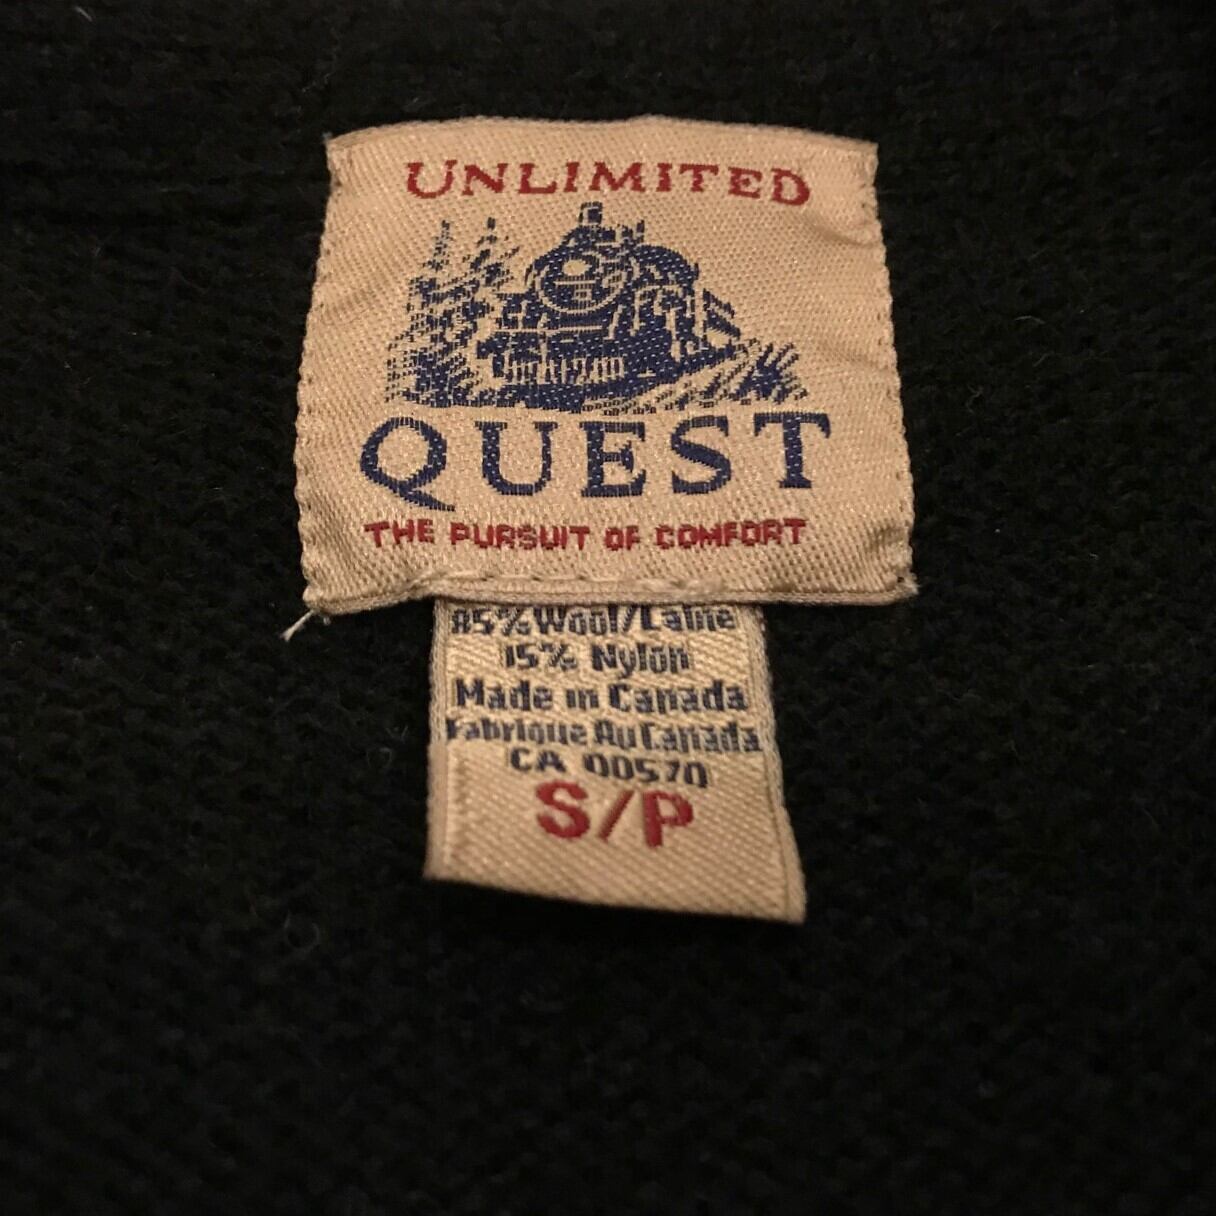 UNLIMITED
QUEST
THE PURSUIT OF COMFORT
85% Wool/Laine
15% Nylon
Made in Canada
Fabrique Au Canada
CA 00570
S/P